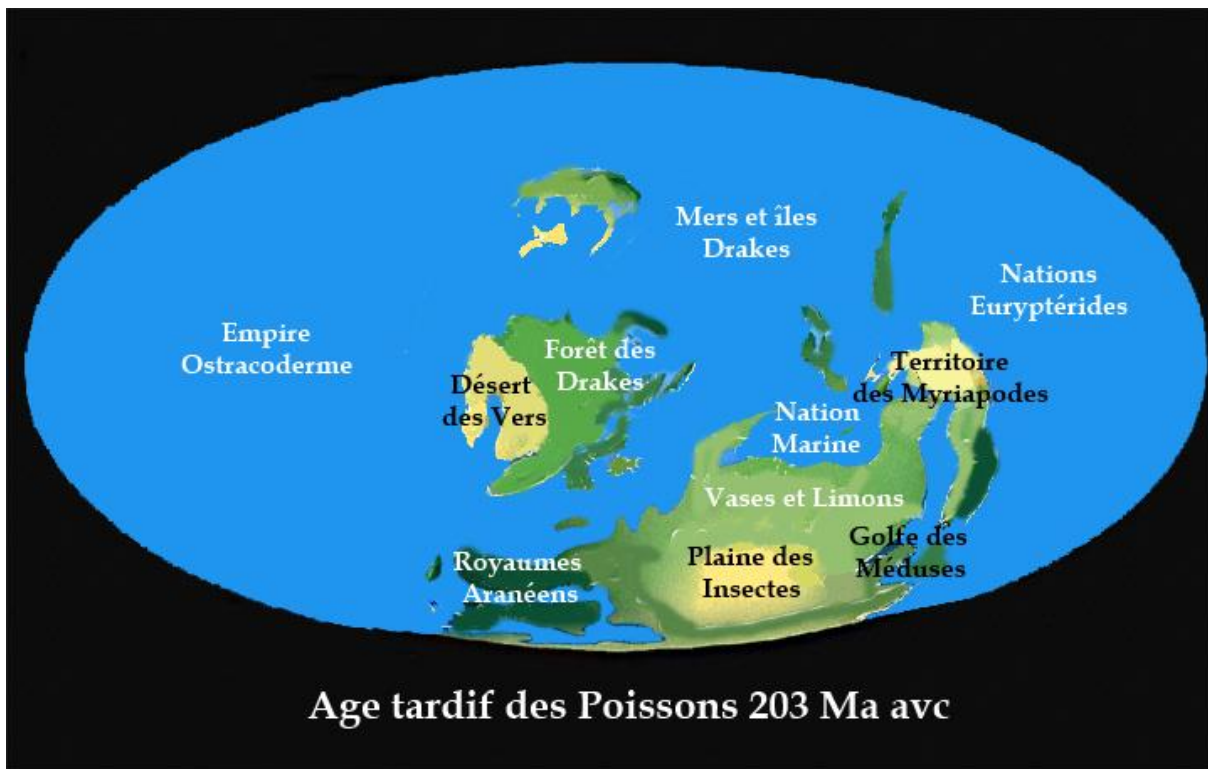 Mers et îles
Drakes
Nations
Euryptérides
Empire
Ostracoderme
Forêt des
Drakes
Désert
des Vers
Territoire
des Myriapodes
Nation
Marine
Vases et Limons
Golfe des
Méduses
Plaine des
Insectes
Royaumes
Aranéens
Age tardif des Poissons 203 Ma avc